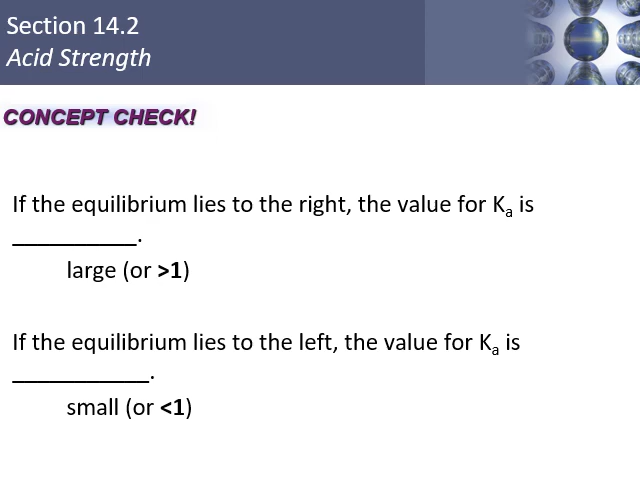 Section 14.2
Acid Strength
CONCEPT CHECK!
If the equilibrium lies to the right, the value for Kₐ is
__________.
large (or >1)
If the equilibrium lies to the left, the value for Kₐ is
___________.
small (or <1)